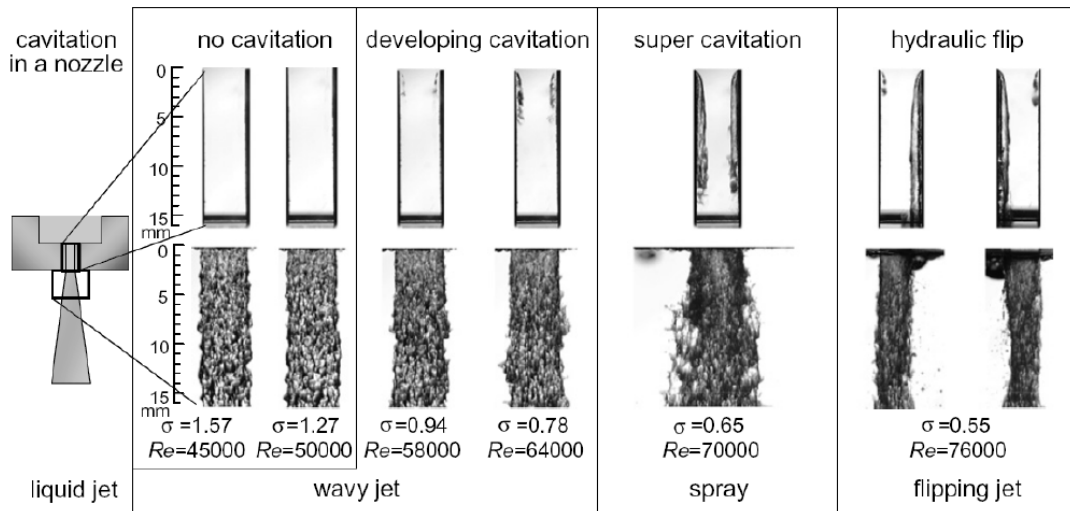 cavitation
in a nozzle
no cavitation
developing cavitation
super cavitation
hydraulic flip
0
5
10
15
mm
0
5
10
15
mm
σ =1.57
Re=45000
σ =1.27
Re=50000
σ =0.94
Re=58000
σ =0.78
Re=64000
σ =0.65
Re=70000
σ =0.55
Re=76000
liquid jet
wavy jet
spray
flipping jet